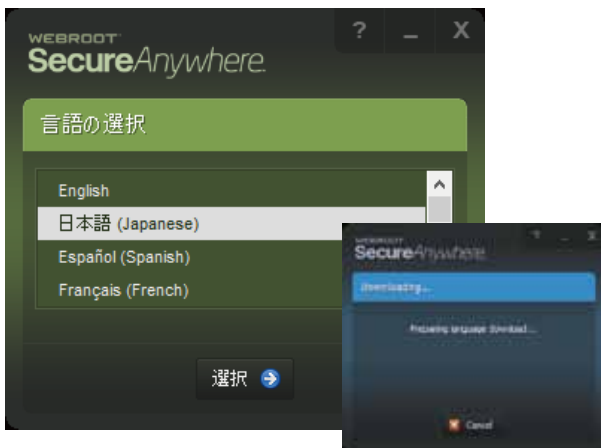 WEBROOT
SecureAnywhere.
? _ X
言語の選択
English
日本語 (Japanese)
Español (Spanish)
Français (French)
選択
WEBROOT
SecureAnywhere
? _ X
Downloading...
Preparing language download...
Cancel